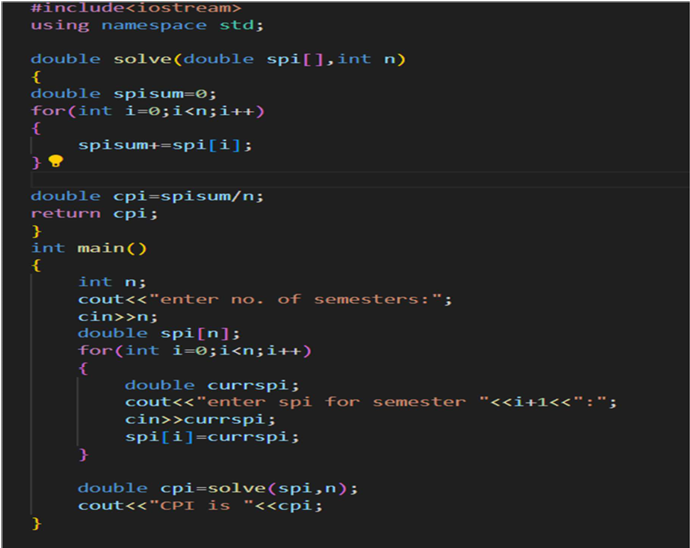 #include<iostream>
using namespace std;
double solve(double spi[],int n)
{
double spisum=0;
for(int i=0;i<n;i++)
{
spisum+=spi[i];
}
double cpi=spisum/n;
return cpi;
}
int main()
{
int n;
cout<<"enter no. of semesters:";
cin>>n;
double spi[n];
for(int i=0;i<n;i++)
{
double currspi;
cout<<"enter spi for semester "<<i+1<<":";
cin>>currspi;
spi[i]=currspi;
}
double cpi=solve(spi,n);
cout<<"CPI is "<<cpi;
}